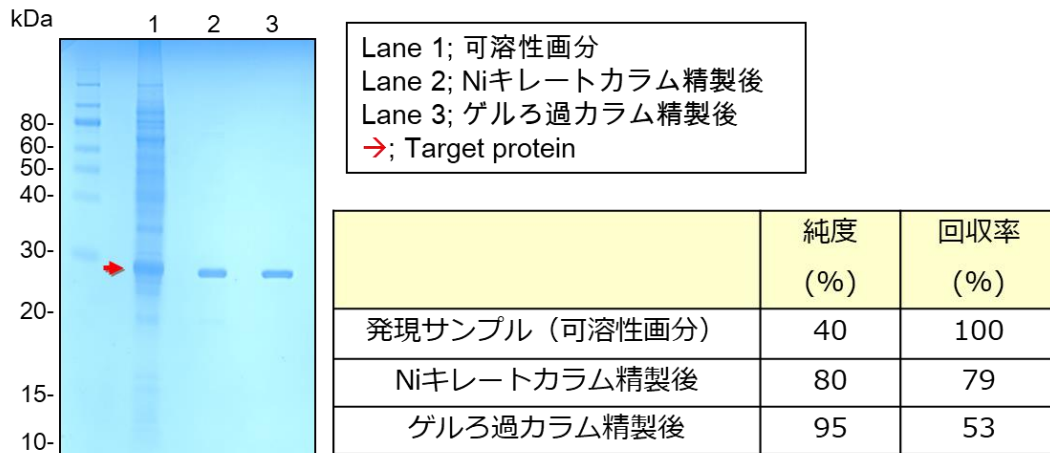 kDa
1 2 3
80-
60-
50-
40-
30-
20-
15-
10-
Lane 1; 可溶性画分
Lane 2; Niキレートカラム精製後
Lane 3; ゲルろ過カラム精製後
→; Target protein
純度 回収率
(%) (%)
発現サンプル（可溶性画分） 40 100
Niキレートカラム精製後 80 79
ゲルろ過カラム精製後 95 53